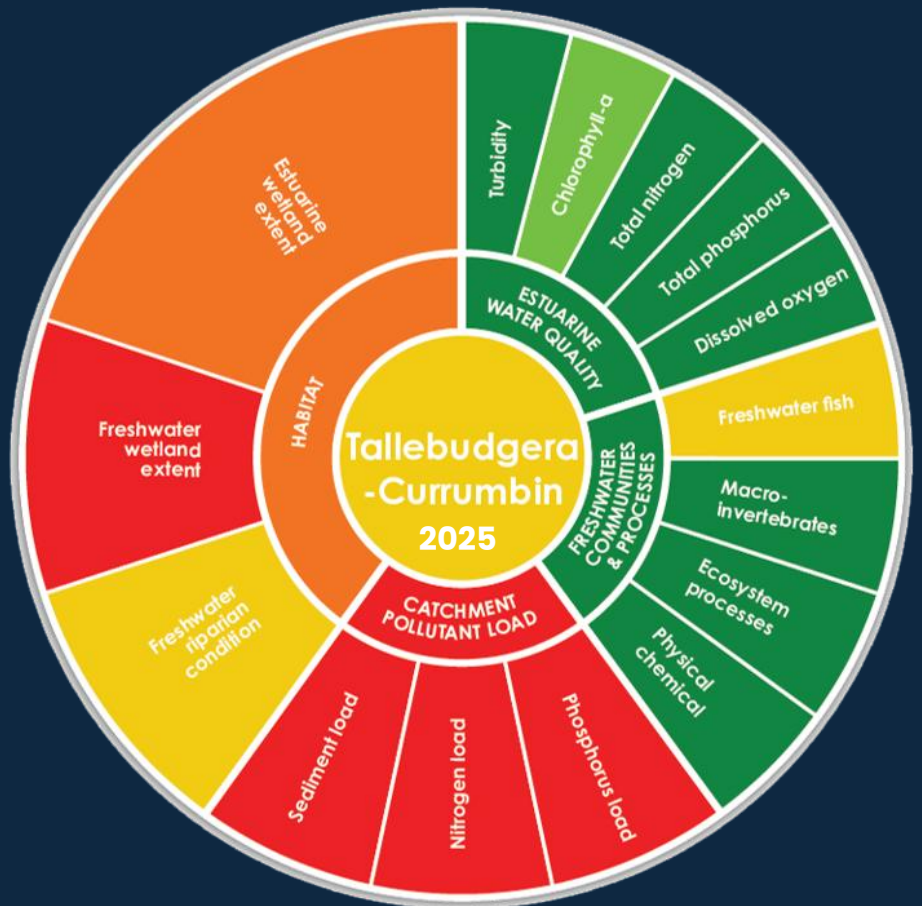 Tallebudgera
-Currumbin
2025
ESTUARINE
WATER QUALITY
Turbidity
Chlorophyll-a
Total nitrogen
Total phosphorus
Dissolved oxygen
FRESHWATER
COMMUNITIES
& PROCESSES
Freshwater fish
Macro-
invertebrates
Ecosystem
processes
Physical
chemical
CATCHMENT
POLLUTANT LOAD
Phosphorus load
Nitrogen load
Sediment load
HABITAT
Freshwater
riparian
condition
Freshwater
wetland
extent
Estuarine
wetland
extent